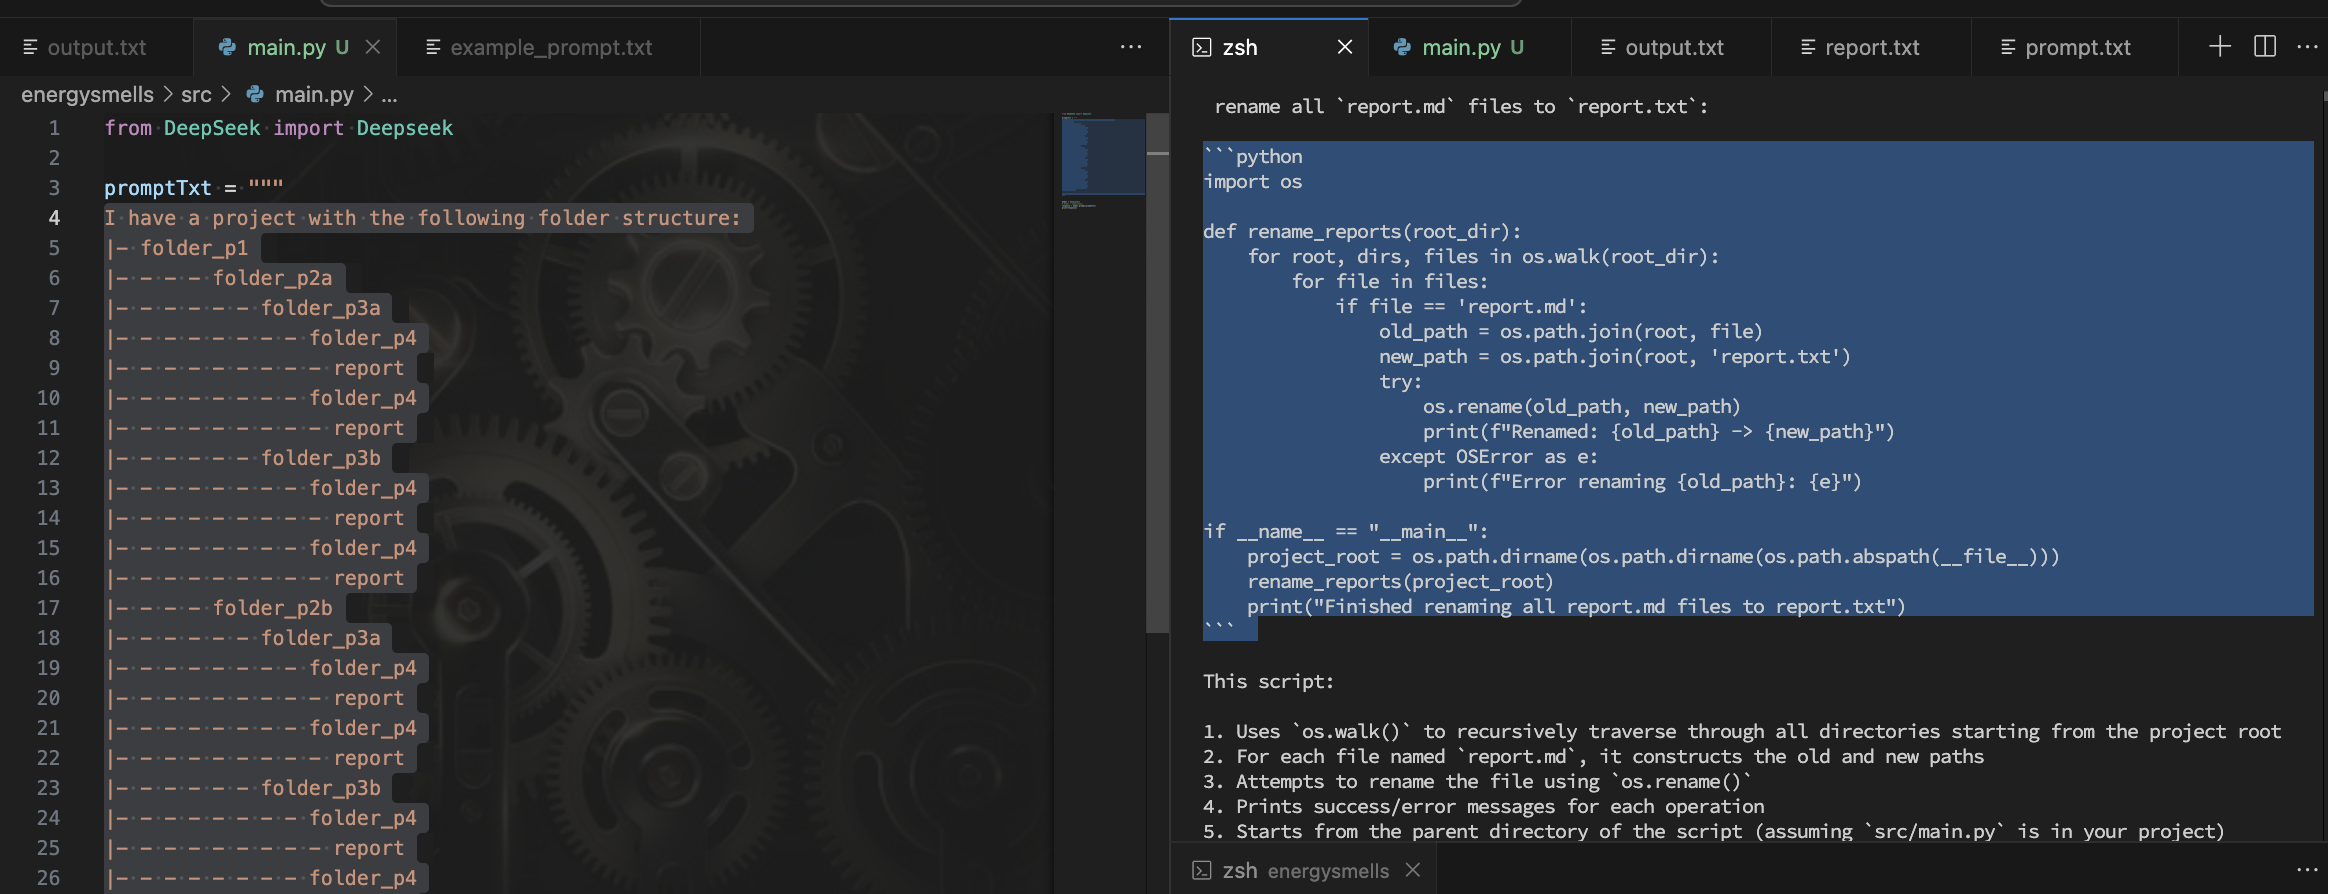 output.txt
main.py U
example_prompt.txt
energysmells > src > main.py > ...
1 from DeepSeek import Deepseek
2
3 promptTxt = """
4 I have a project with the following folder structure:
5 |- folder_p1
6 |- - - - folder_p2a
7 |- - - - - - folder_p3a
8 |- - - - - - - - folder_p4
9 |- - - - - - - - - report
10 |- - - - - - - - folder_p4
11 |- - - - - - - - - report
12 |- - - - - - folder_p3b
13 |- - - - - - - - folder_p4
14 |- - - - - - - - - report
15 |- - - - - - - - folder_p4
16 |- - - - - - - - - report
17 |- - - - folder_p2b
18 |- - - - - - folder_p3a
19 |- - - - - - - - folder_p4
20 |- - - - - - - - - report
21 |- - - - - - - - folder_p4
22 |- - - - - - - - - report
23 |- - - - - - folder_p3b
24 |- - - - - - - - folder_p4
25 |- - - - - - - - - report
26 |- - - - - - - - folder_p4
zsh
main.py U
output.txt
report.txt
prompt.txt
rename all `report.md` files to `report.txt`:
```python
import os

def rename_reports(root_dir):
    for root, dirs, files in os.walk(root_dir):
        for file in files:
            if file == 'report.md':
                old_path = os.path.join(root, file)
                new_path = os.path.join(root, 'report.txt')
                try:
                    os.rename(old_path, new_path)
                    print(f"Renamed: {old_path} -> {new_path}")
                except OSError as e:
                    print(f"Error renaming {old_path}: {e}")

if __name__ == "__main__":
    project_root = os.path.dirname(os.path.dirname(os.path.abspath(__file__)))
    rename_reports(project_root)
    print("Finished renaming all report.md files to report.txt")
```

This script:

1. Uses `os.walk()` to recursively traverse through all directories starting from the project root
2. For each file named `report.md`, it constructs the old and new paths
3. Attempts to rename the file using `os.rename()`
4. Prints success/error messages for each operation
5. Starts from the parent directory of the script (assuming `src/main.py` is in your project)
zsh energysmells